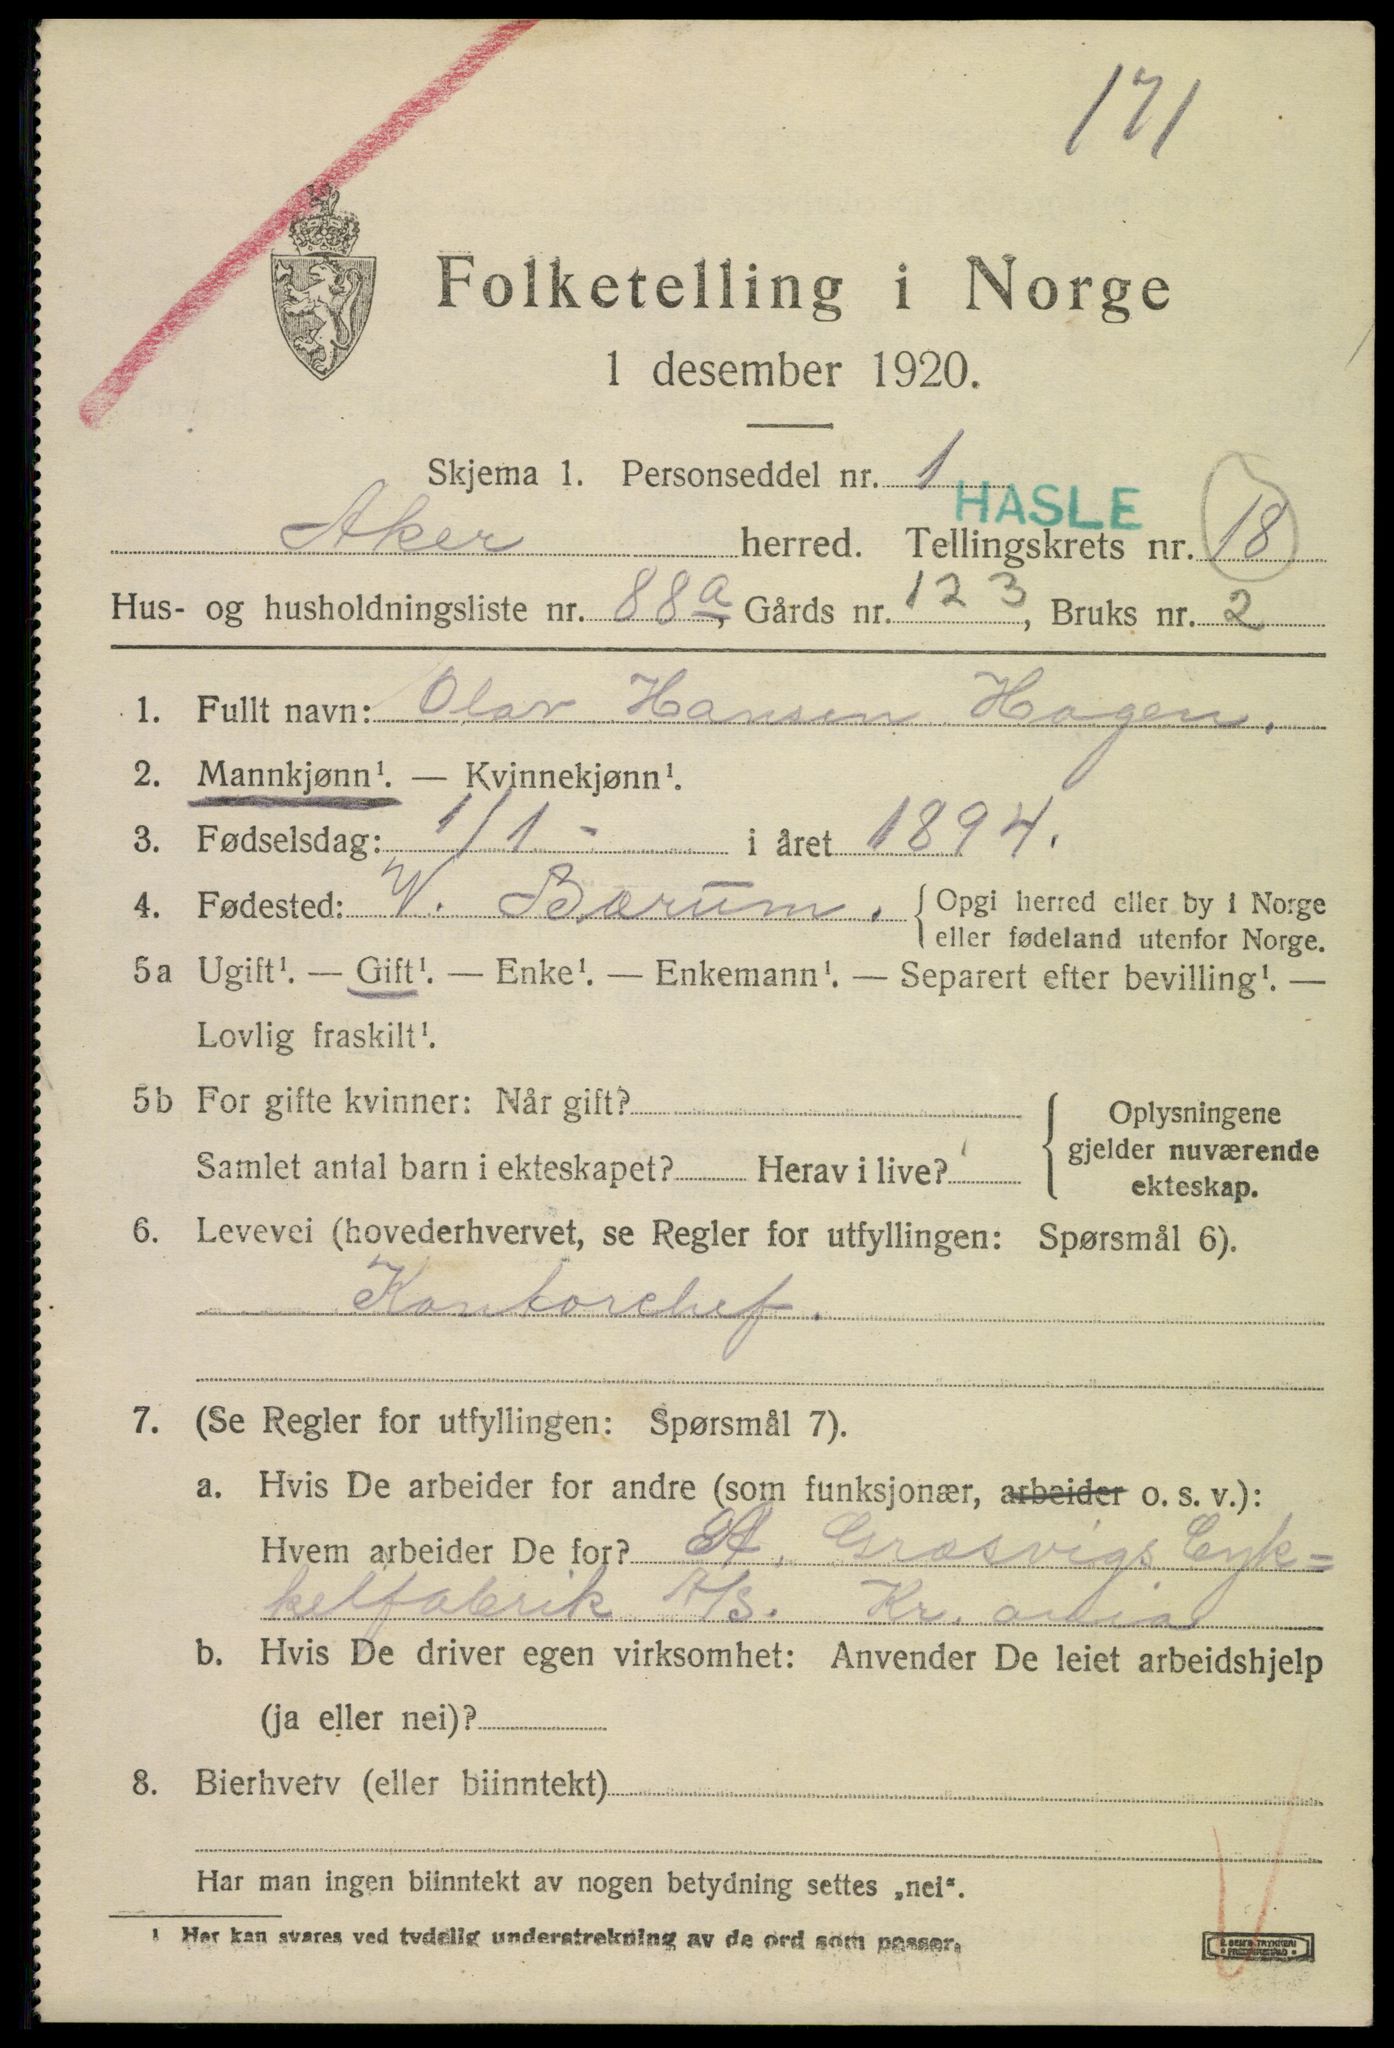 171
Folketelling i Norge
1 desember 1920.
Skjema 1. Personseddel nr. 1
HASLE
Aker herred. Tellingskrets nr. 18
Hus- og husholdningsliste nr. 88a, Gårds nr. 123, Bruks nr. 2
1. Fullt navn: Olav Hansen Hagen.
2. Mannkjønn¹. — Kvinnekjønn¹.
3. Fødselsdag: 1/1 - i året 1894.
4. Fødested: V. Bærum. { Opgi herred eller by i Norge
eller fødeland utenfor Norge.
5a Ugift¹. — Gift¹. — Enke¹. — Enkemann¹. — Separert efter bevilling¹. —
Lovlig fraskilt¹.
5b For gifte kvinner: Når gift?
Samlet antal barn i ekteskapet? Herav i live?
Oplysningene
gjelder nuværende
ekteskap.
6. Levevei (hovederhvervet, se Regler for utfyllingen: Spørsmål 6).
Kontorchef.
7. (Se Regler for utfyllingen: Spørsmål 7).
a. Hvis De arbeider for andre (som funksjonær, arbeider o. s. v.):
Hvem arbeider De for? A. Græsvigs Cyk=
kelfabrik A/S. Kr.ania
b. Hvis De driver egen virksomhet: Anvender De leiet arbeidshjelp
(ja eller nei)?
8. Bierhverv (eller biinntekt)
Har man ingen biinntekt av nogen betydning settes „nei“.
¹ Her kan svares ved tydelig understrekning av de ord som passer.